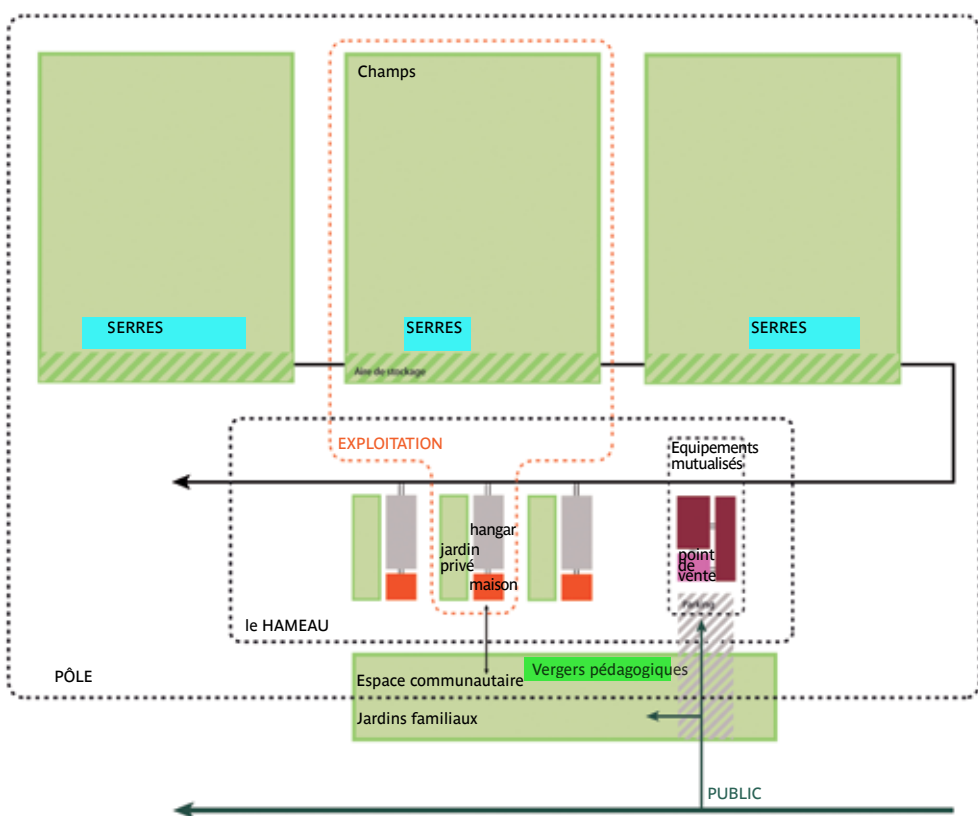 Champs
SERRES
SERRES
SERRES
Aire de stockage
EXPLOITATION
Equipements
mutualisés
hangar
jardin
privé
maison
point
de
vente
Parking
le HAMEAU
PÔLE
Vergers pédagogiques
Espace communautaire
Jardins familiaux
PUBLIC